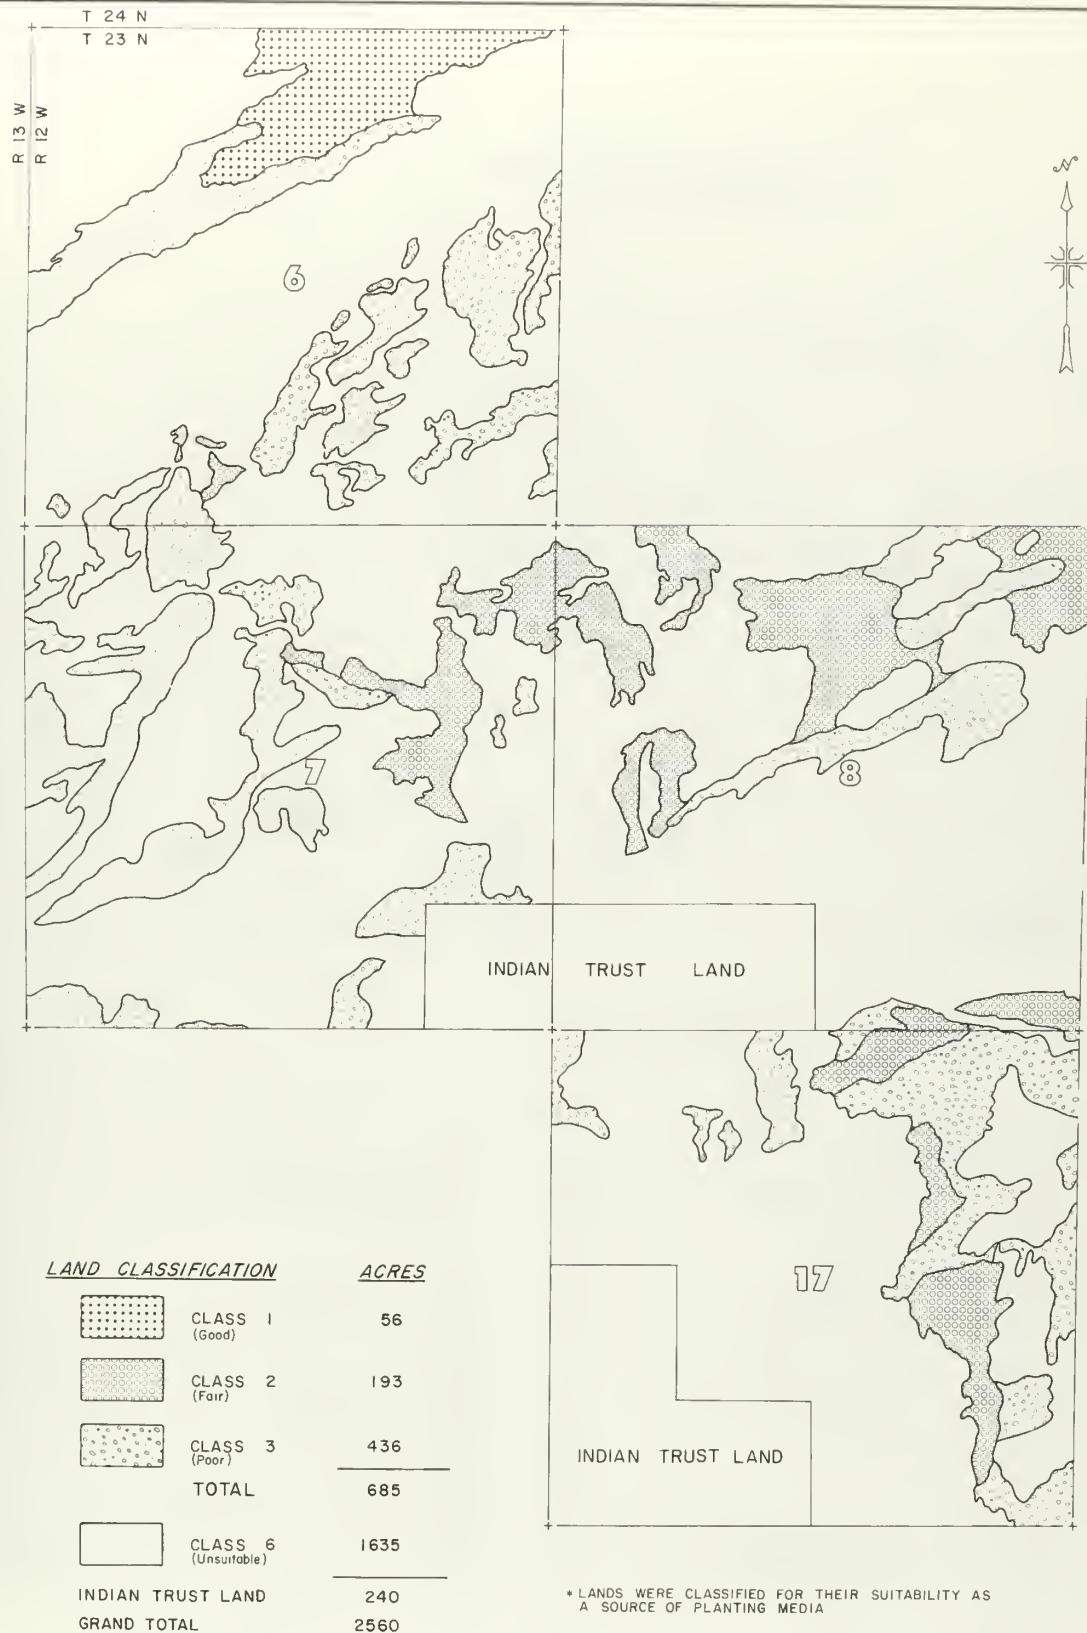 T 24 N
T 23 N
R 13 W
R 12 W
N
6
7
8
INDIAN TRUST LAND
17
INDIAN TRUST LAND
LAND CLASSIFICATION ACRES
CLASS 1 56
(Good)
CLASS 2 193
(Fair)
CLASS 3 436
(Poor)
TOTAL 685
CLASS 6 1635
(Unsuitable)
INDIAN TRUST LAND 240
GRAND TOTAL 2560
* LANDS WERE CLASSIFIED FOR THEIR SUITABILITY AS
A SOURCE OF PLANTING MEDIA